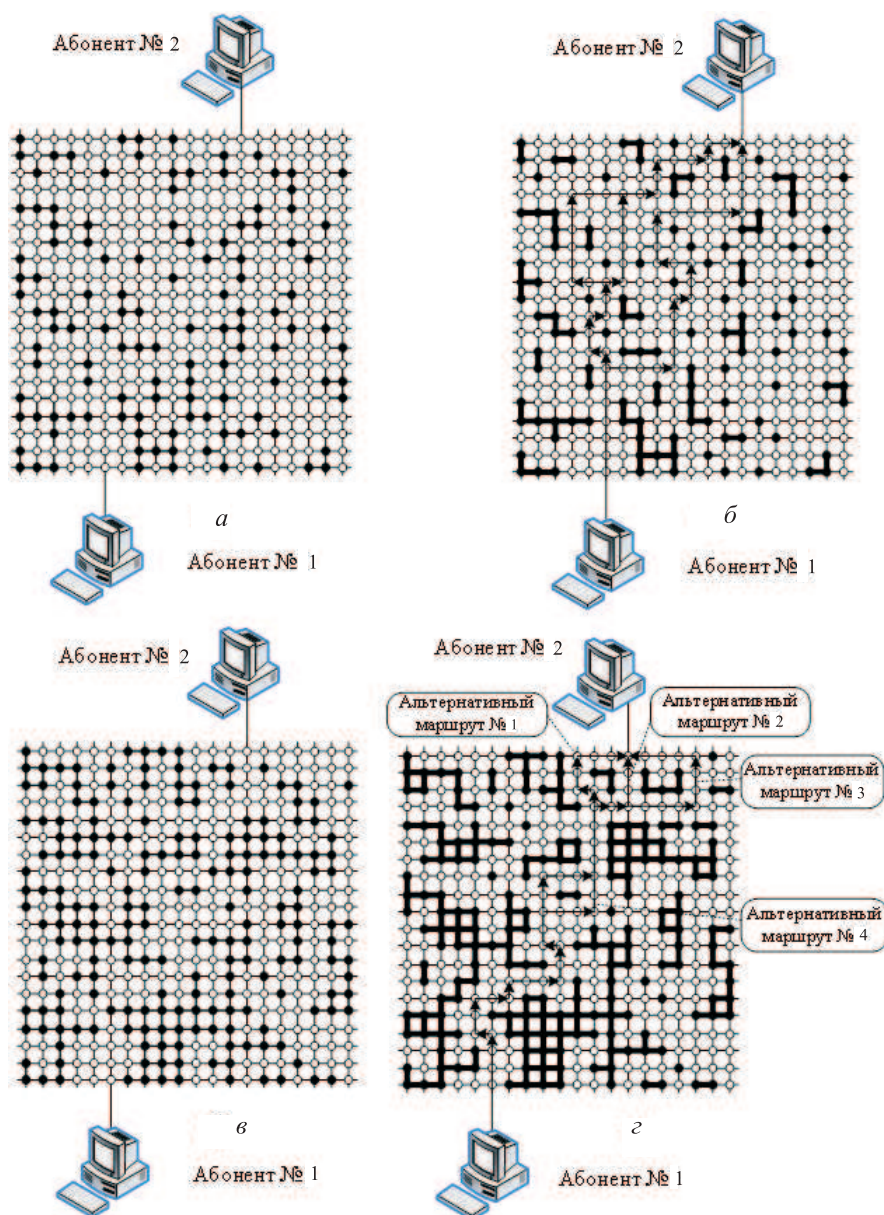 Абонент № 2
Абонент № 2
а
Абонент № 1
б
Абонент № 1
Абонент № 2
Абонент № 2
Альтернативный
маршрут № 1
Альтернативный
маршрут № 2
Альтернативный
маршрут № 3
Альтернативный
маршрут № 4
в
Абонент № 1
г
Абонент № 1